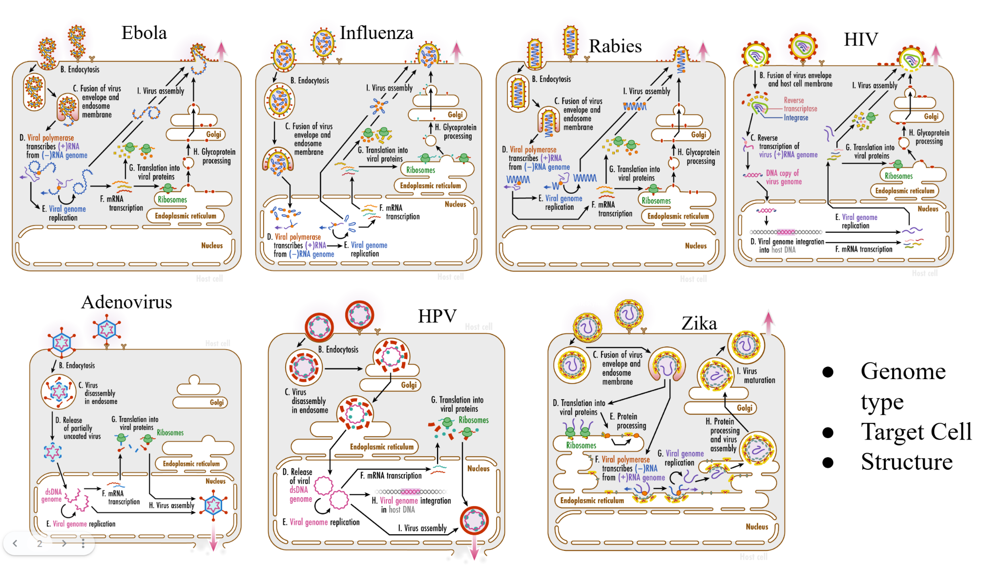 Ebola
B. Endocytosis
C. Fusion of virus
envelope and
endosome
membrane
D. Viral polymerase
transcribes (+)RNA
from (−)RNA genome
E. Viral genome
replication
F. mRNA
transcription
G. Translation into
viral proteins
Ribosomes
Endoplasmic reticulum
H. Glycoprotein
processing
Golgi
I. Virus assembly
Nucleus
Host cell
Influenza
B. Endocytosis
C. Fusion of virus
envelope and
endosome
membrane
D. Viral polymerase
transcribes (+)RNA
from (−)RNA genome
E. Viral genome
replication
F. mRNA
transcription
G. Translation into
viral proteins
Ribosomes
Endoplasmic reticulum
H. Glycoprotein
processing
Golgi
I. Virus assembly
Nucleus
Host cell
Rabies
B. Endocytosis
C. Fusion of virus
envelope and
endosome
membrane
D. Viral polymerase
transcribes (+)RNA
from (−)RNA genome
E. Viral genome
replication
F. mRNA
transcription
G. Translation into
viral proteins
Ribosomes
Endoplasmic reticulum
H. Glycoprotein
processing
Golgi
I. Virus assembly
Nucleus
Host cell
HIV
B. Fusion of virus envelope
and host cell membrane
Reverse
transcriptase
Integrase
C. Reverse
transcription of
virus (+)RNA genome
DNA copy of
virus genome
D. Viral genome integration
into host DNA
E. Viral genome
replication
F. mRNA transcription
G. Translation into
viral proteins
Ribosomes
Endoplasmic reticulum
H. Glycoprotein
processing
Golgi
I. Virus assembly
Nucleus
Host cell
Adenovirus
Host cell
B. Endocytosis
C. Virus
disassembly
in endosome
D. Release
of partially
uncoated virus
dsDNA
genome
E. Viral genome replication
F. mRNA
transcription
G. Translation into
viral proteins
Ribosomes
Golgi
Endoplasmic reticulum
Nucleus
H. Virus assembly
2
HPV
Host cell
B. Endocytosis
C. Virus
disassembly
in endosome
Golgi
Endoplasmic reticulum
D. Release
of viral
dsDNA
genome
E. Viral genome replication
F. mRNA transcription
G. Translation into
viral proteins
Ribosomes
Nucleus
H. Viral genome integration
in host DNA
I. Virus assembly
Zika
C. Fusion of virus
envelope and
endosome
membrane
D. Translation into
viral proteins
E. Protein
processing
Ribosomes
F. Viral polymerase
transcribes (−)RNA
from (+)RNA genome
G. Viral genome
replication
H. Protein
processing
and virus
assembly
I. Virus
maturation
Golgi
Endoplasmic reticulum
Nucleus
Host cell
● Genome
type
● Target Cell
● Structure